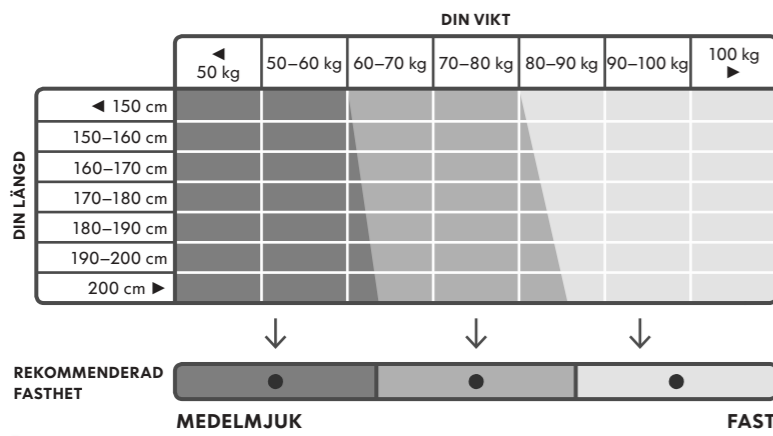 DIN VIKT
◄
50 kg
50–60 kg
60–70 kg
70–80 kg
80–90 kg
90–100 kg
100 kg
►
DIN LÄNGD
◄ 150 cm
150–160 cm
160–170 cm
170–180 cm
180–190 cm
190–200 cm
200 cm ►
REKOMMENDERAD
FASTHET
MEDELMJUK
FAST